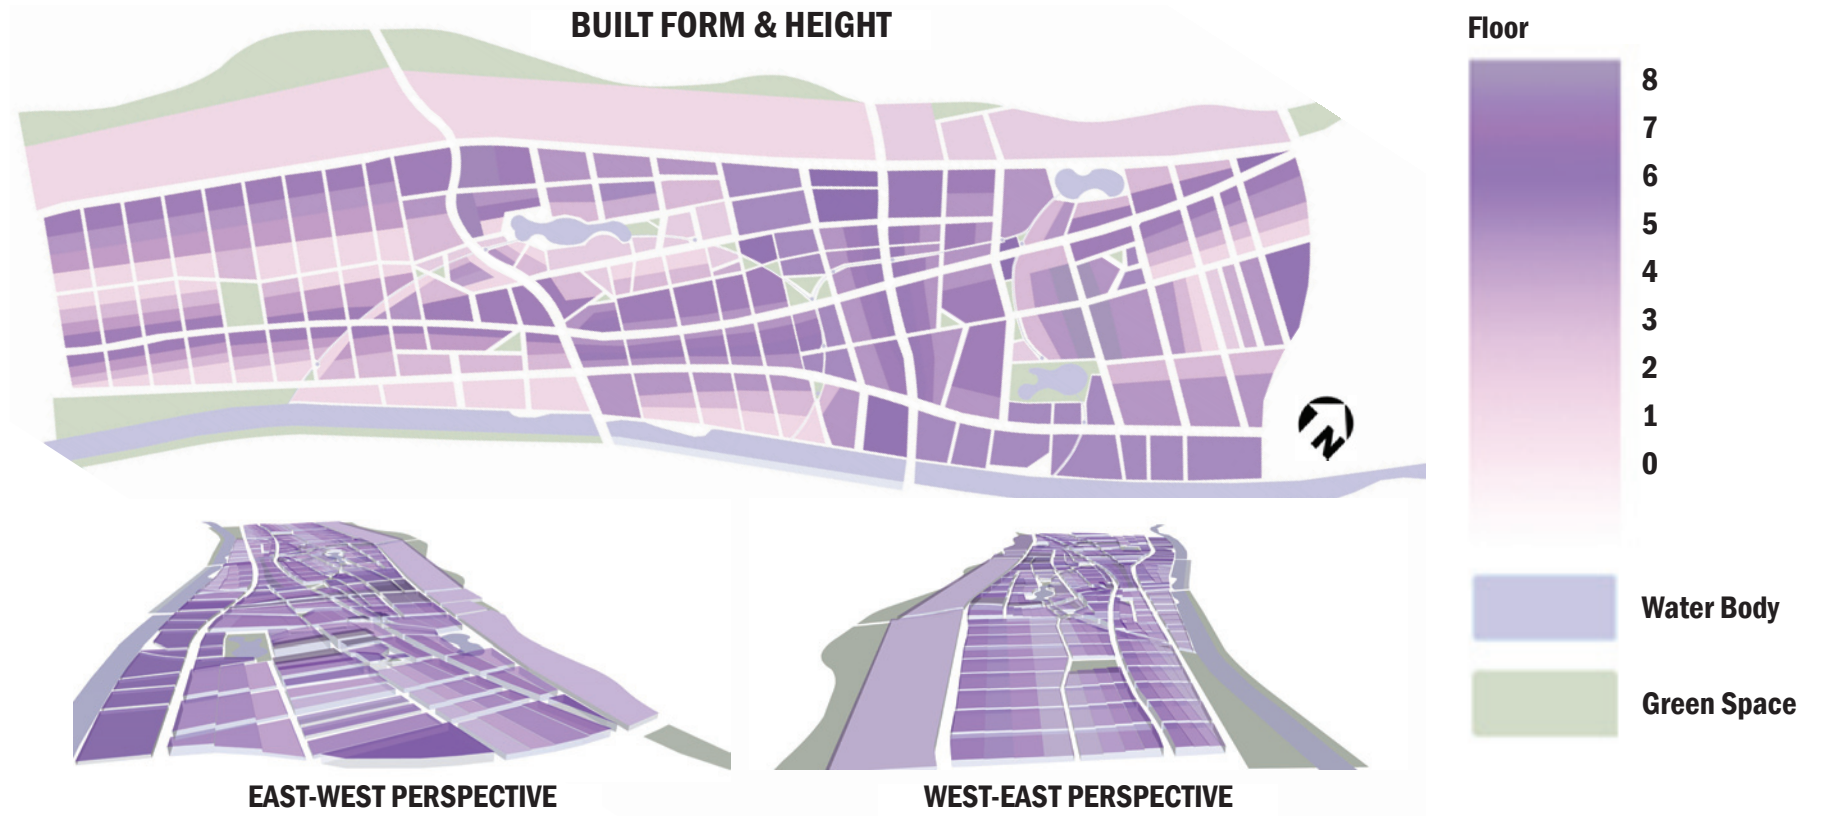 BUILT FORM & HEIGHT
Floor
8
7
6
5
4
3
2
1
0
Water Body
Green Space
N
EAST-WEST PERSPECTIVE
WEST-EAST PERSPECTIVE